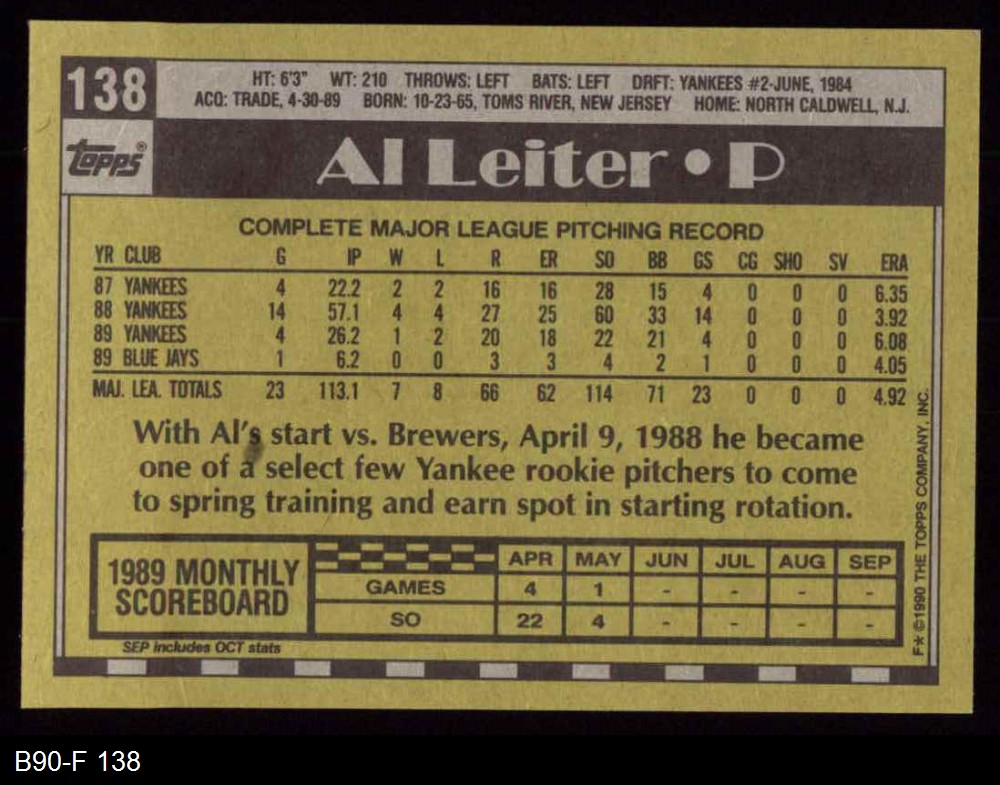 138
HT: 6'3" WT: 210 THROWS: LEFT BATS: LEFT DRFT: YANKEES #2-JUNE, 1984
ACQ: TRADE, 4-30-89 BORN: 10-23-65, TOMS RIVER, NEW JERSEY HOME: NORTH CALDWELL, N.J.
topps®
Al Leiter • P
COMPLETE MAJOR LEAGUE PITCHING RECORD
YR CLUB G IP W L R ER SO BB GS CG SHO SV ERA
87 YANKEES 4 22.2 2 2 16 16 28 15 4 0 0 0 6.35
88 YANKEES 14 57.1 4 4 27 25 60 33 14 0 0 0 3.92
89 YANKEES 4 26.2 1 2 20 18 22 21 4 0 0 0 6.08
89 BLUE JAYS 1 6.2 0 0 3 3 4 2 1 0 0 0 4.05
MAJ. LEA. TOTALS 23 113.1 7 8 66 62 114 71 23 0 0 0 4.92
With Al's start vs. Brewers, April 9, 1988 he became
one of a select few Yankee rookie pitchers to come
to spring training and earn spot in starting rotation.
1989 MONTHLY
SCOREBOARD
APR MAY JUN JUL AUG SEP
GAMES 4 1 - - - -
SO 22 4 - - - -
SEP includes OCT stats
F* ©1990 THE TOPPS COMPANY, INC.
B90-F 138